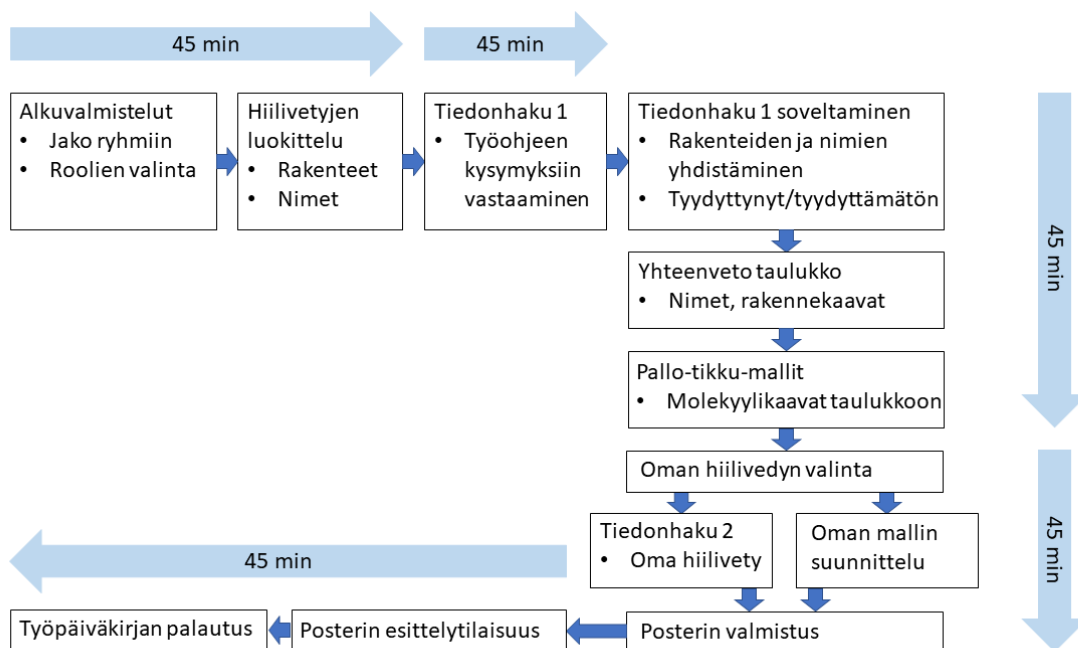 45 min
45 min
Alkuvalmistelut
• Jako ryhmiin
• Roolien valinta
Hiilivetyjen
luokittelu
• Rakenteet
• Nimet
Tiedonhaku 1
• Työohjeen
kysymyksiin
vastaaminen
Tiedonhaku 1 soveltaminen
• Rakenteiden ja nimien
yhdistäminen
• Tyydyttynyt/tyydyttämätön
45 min
Yhteenveto taulukko
• Nimet, rakennekaavat
Pallo-tikku-mallit
• Molekyylikaavat taulukkoon
Oman hiilivedyn valinta
45 min
Tiedonhaku 2
• Oma hiilivety
Oman mallin
suunnittelu
45 min
Posterin valmistus
Posterin esittelytilaisuus
Työpäiväkirjan palautus